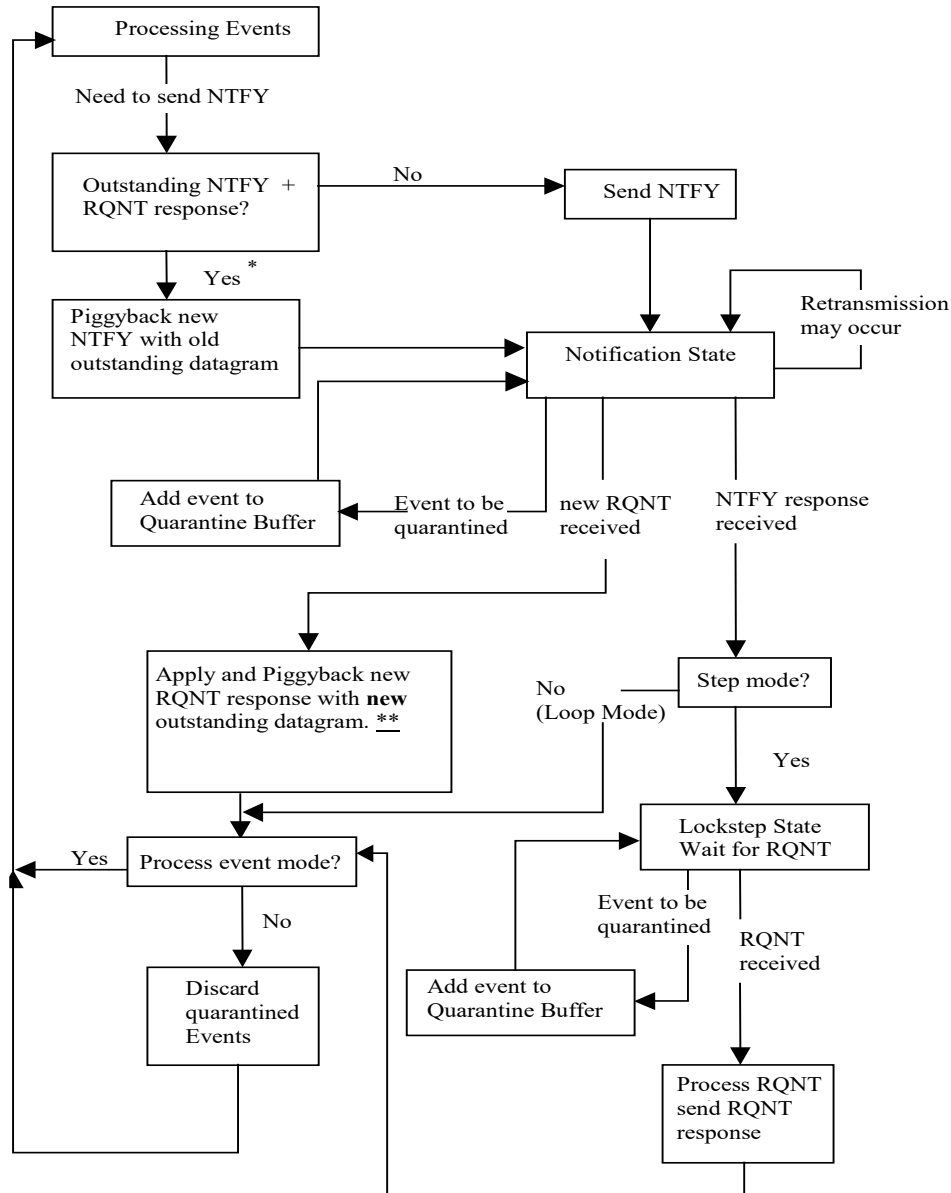 Processing Events
Need to send NTFY
Outstanding NTFY +
RQNT response?
No
Send NTFY
Yes *
Piggyback new
NTFY with old
outstanding datagram
Retransmission
may occur
Notification State
Add event to
Quarantine Buffer
Event to be
quarantined
new RQNT
received
NTFY response
received
Apply and Piggyback new
RQNT response with new
outstanding datagram. **
No
(Loop Mode)
Step mode?
Yes
Yes
Process event mode?
Lockstep State
Wait for RQNT
No
Event to be
quarantined
RQNT
received
Discard
quarantined
Events
Add event to
Quarantine Buffer
Process RQNT
send RQNT
response